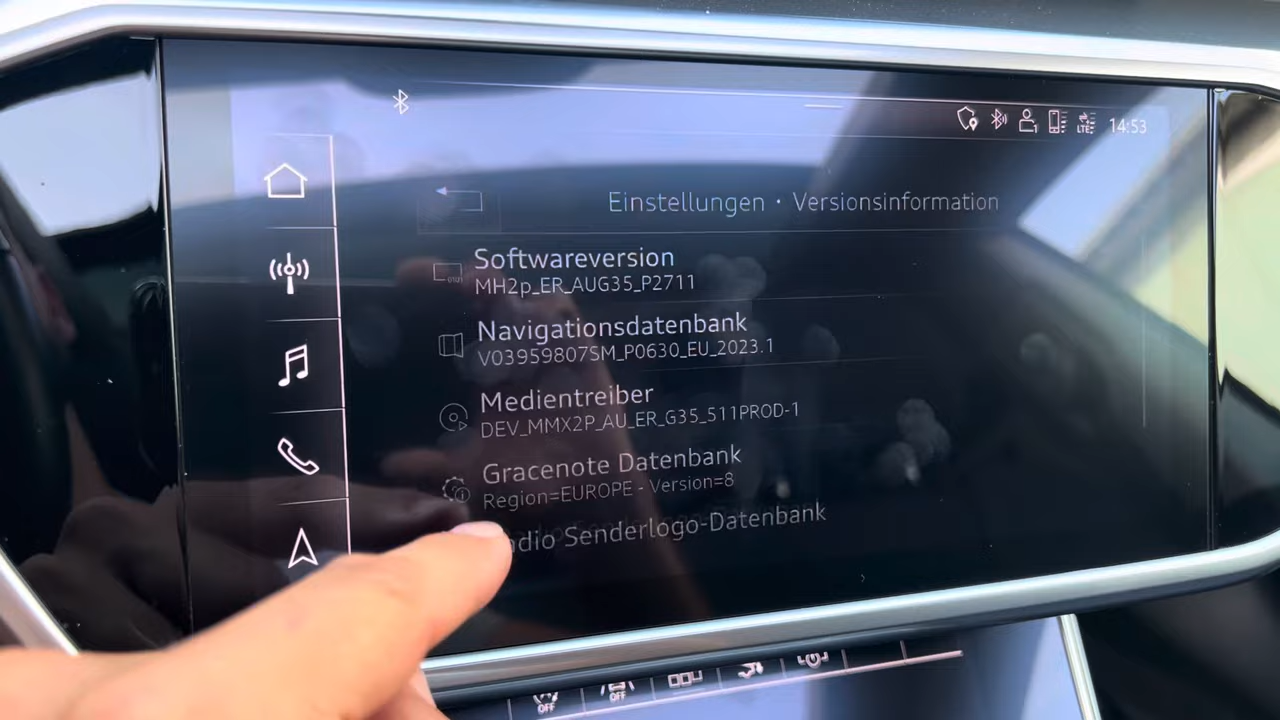 LTE
14:53
Einstellungen • Versionsinformation
Softwareversion
MH2p_ER_AUG35_P2711
Navigationsdatenbank
V03959807SM_P0630_EU_2023.1
Medientreiber
DEV_MMX2P_AU_ER_G35_511PROD-1
Gracenote Datenbank
Region=EUROPE - Version=8
Senderlogo-Datenbank
OFF
OFF